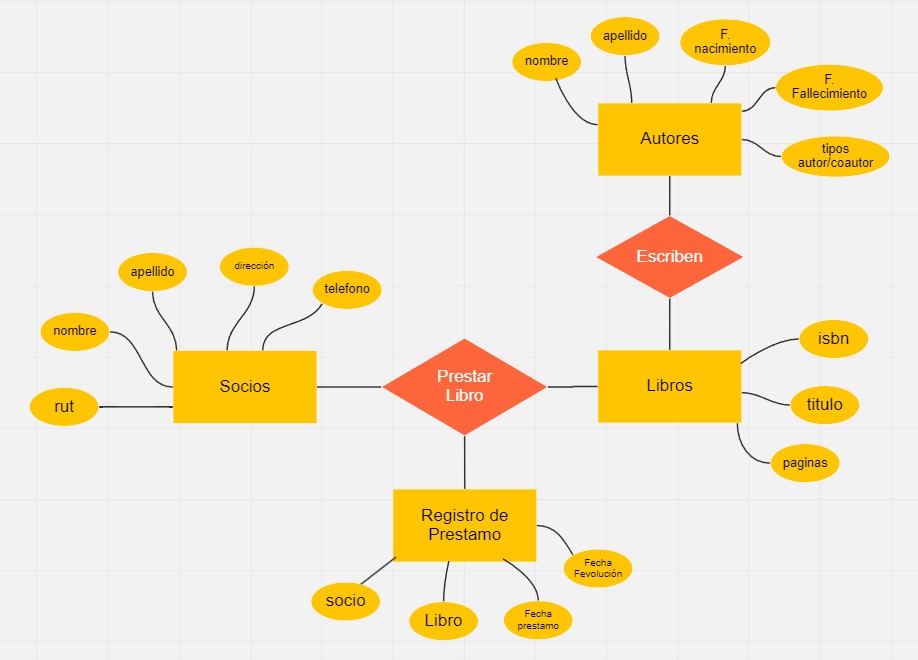 F.
nacimiento
apellido
nombre
F.
Fallecimiento
Autores
tipos
autor/coautor
Escriben
apellido
dirección
telefono
nombre
isbn
Socios
Prestar
Libro
Libros
rut
titulo
paginas
Registro de
Prestamo
Fecha
Fevolución
socio
Libro
Fecha
prestamo